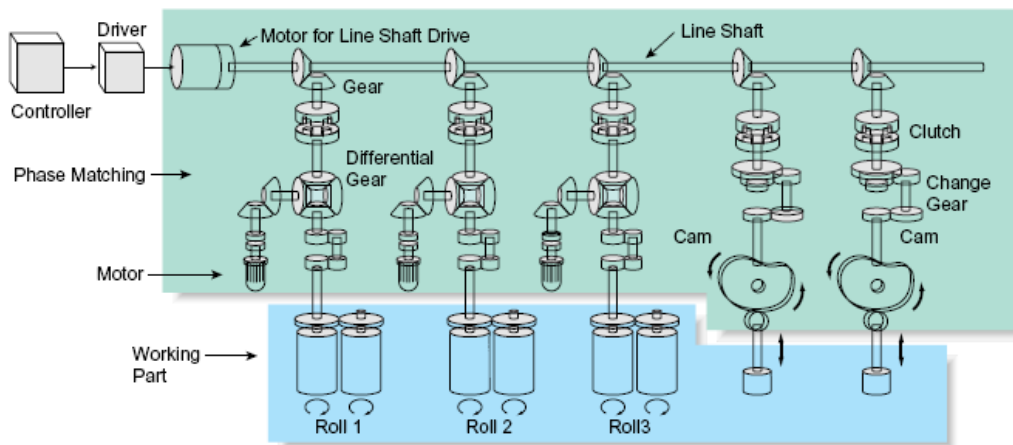 Driver
Motor for Line Shaft Drive
Line Shaft
Controller
Gear
Clutch
Phase Matching
Differential
Gear
Change
Gear
Cam
Cam
Motor
Working
Part
Roll 1
Roll 2
Roll3